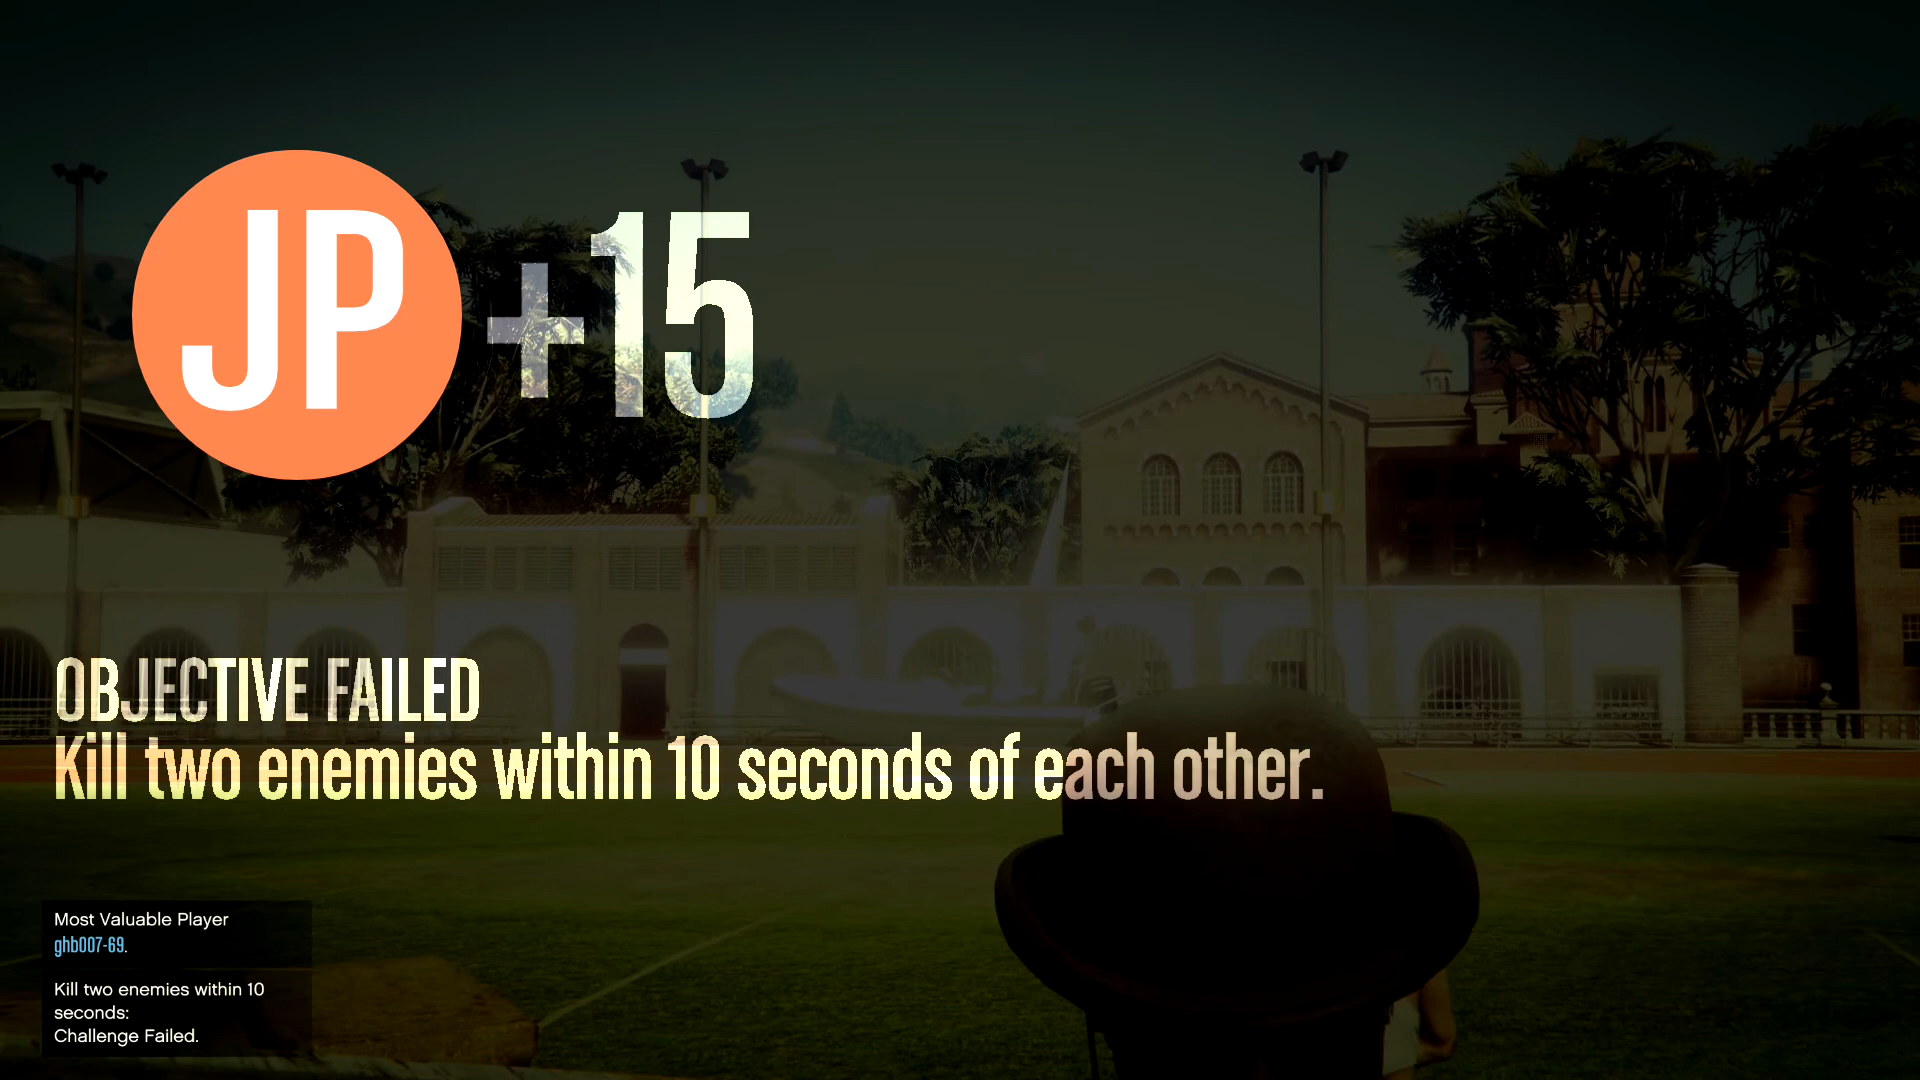 JP +15
OBJECTIVE FAILED
Kill two enemies within 10 seconds of each other.
Most Valuable Player
ghb007-69.
Kill two enemies within 10
seconds:
Challenge Failed.